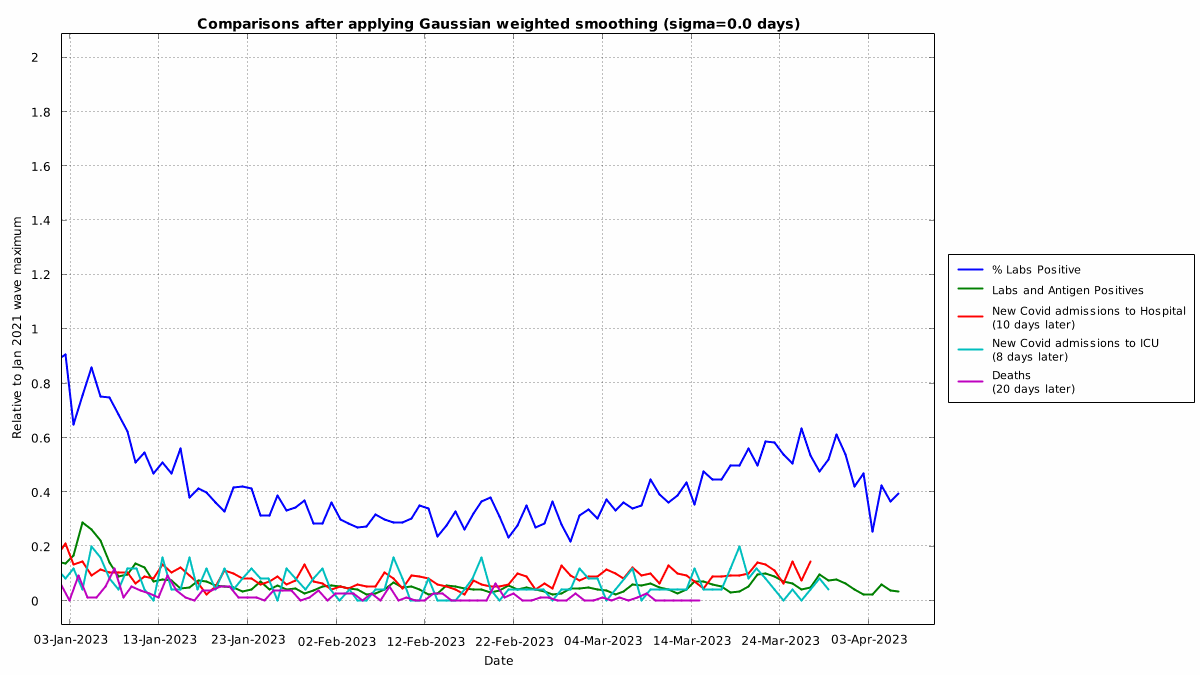 Comparisons after applying Gaussian weighted smoothing (sigma=0.0 days)
2
1.8
1.6
1.4
1.2
1
0.8
0.6
0.4
0.2
0
Relative to Jan 2021 wave maximum
03-Jan-2023 13-Jan-2023 23-Jan-2023 02-Feb-2023 12-Feb-2023 22-Feb-2023 04-Mar-2023 14-Mar-2023 24-Mar-2023 03-Apr-2023
Date
% Labs Positive
Labs and Antigen Positives
New Covid admissions to Hospital
(10 days later)
New Covid admissions to ICU
(8 days later)
Deaths
(20 days later)